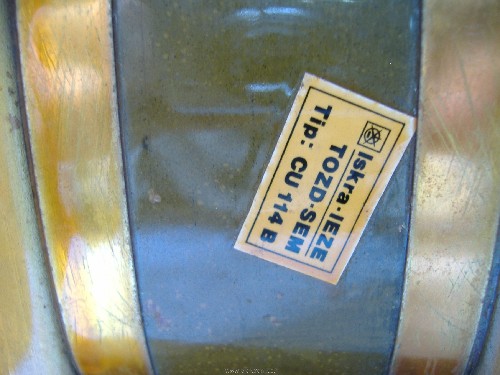 Iskra-IEZE
TOZD-SEM
Tip: CU 114 B